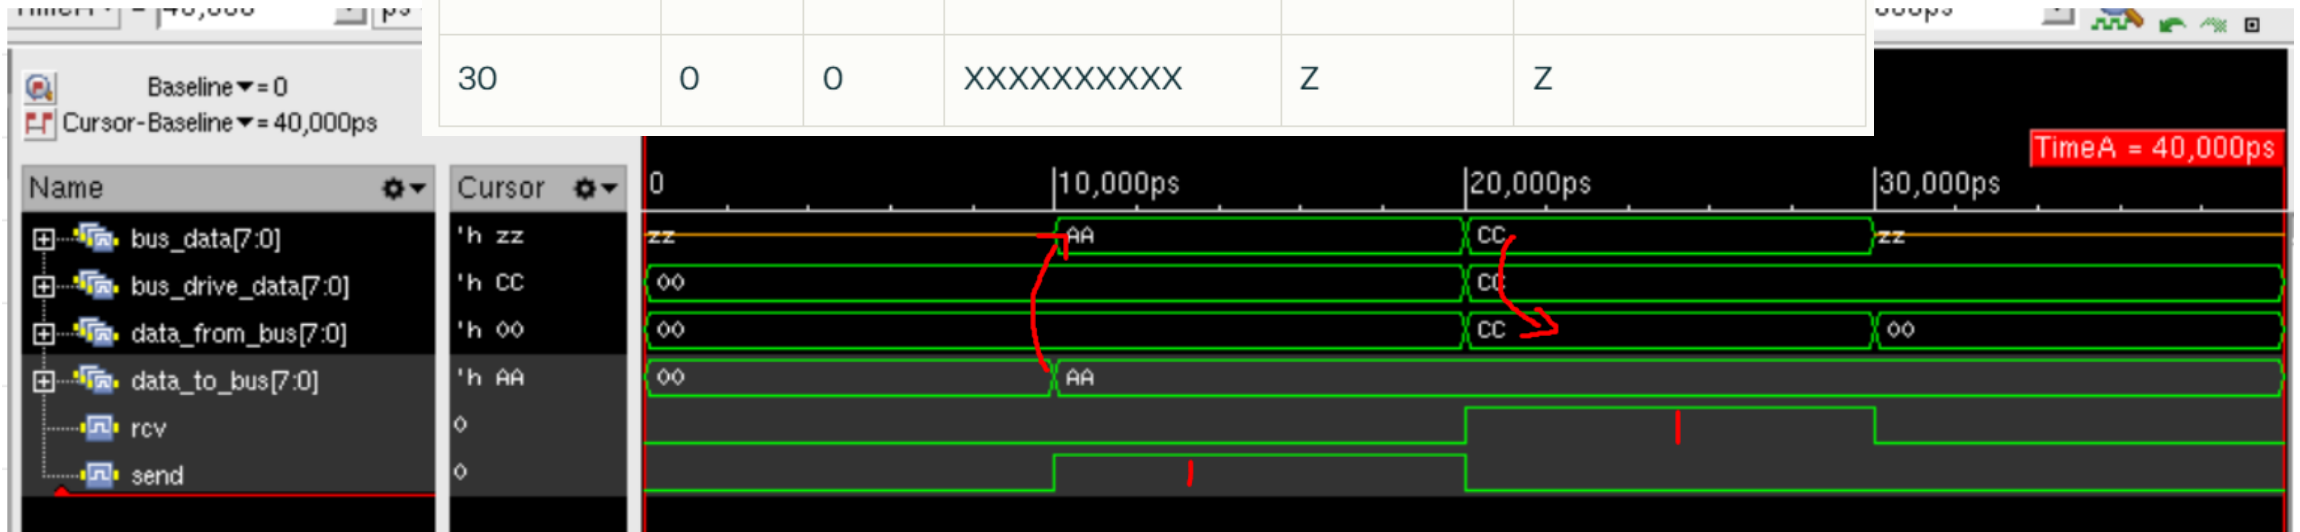 30 0 0 XXXXXXXXXX Z Z
Baseline▼= 0
Cursor-Baseline▼= 40,000ps
TimeA = 40,000ps
Name Cursor 0 10,000ps 20,000ps 30,000ps
bus_data[7:0] 'h zz zz AA CC zz
bus_drive_data[7:0] 'h CC 00 CC
data_from_bus[7:0] 'h 00 00 CC 00
data_to_bus[7:0] 'h AA 00 AA
rcv 0
send 0